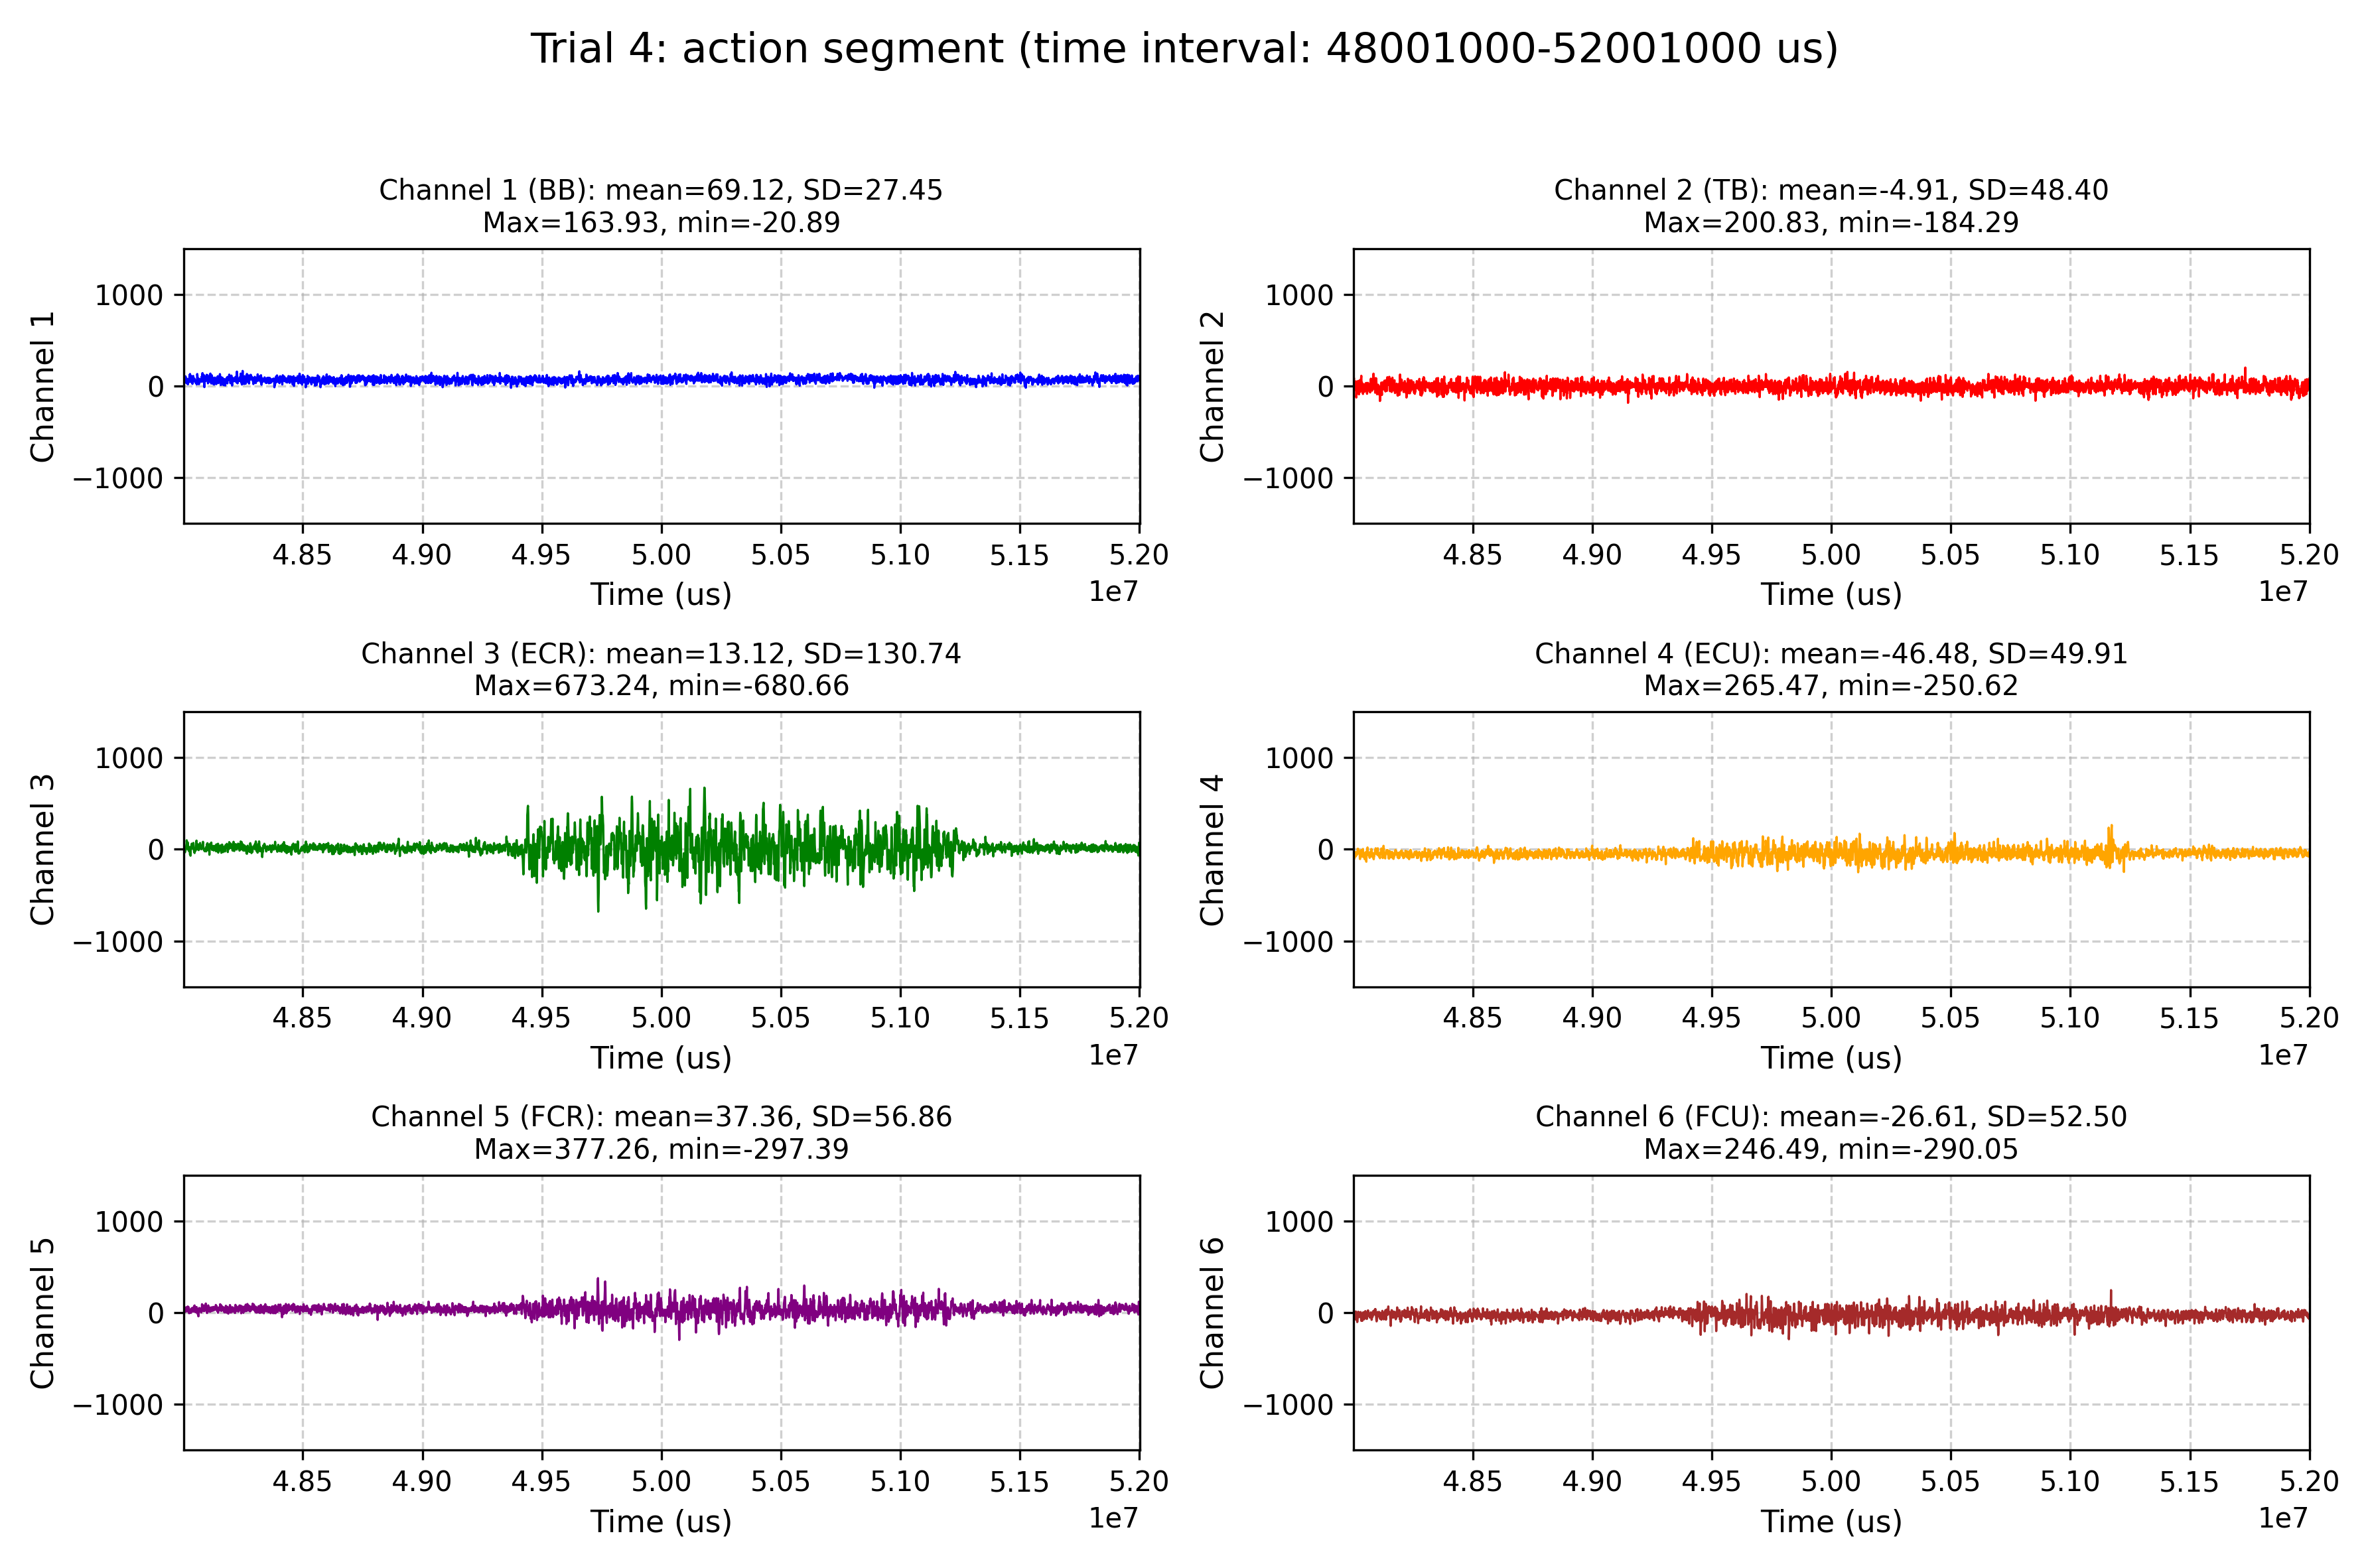 Trial 4: action segment (time interval: 48001000-52001000 us)
Channel 1 (BB): mean=69.12, SD=27.45
Max=163.93, min=-20.89
Channel 1
1000
0
−1000
4.85 4.90 4.95 5.00 5.05 5.10 5.15 5.20
Time (us)
1e7
Channel 2 (TB): mean=-4.91, SD=48.40
Max=200.83, min=-184.29
Channel 2
1000
0
−1000
4.85 4.90 4.95 5.00 5.05 5.10 5.15 5.20
Time (us)
1e7
Channel 3 (ECR): mean=13.12, SD=130.74
Max=673.24, min=-680.66
Channel 3
1000
0
−1000
4.85 4.90 4.95 5.00 5.05 5.10 5.15 5.20
Time (us)
1e7
Channel 4 (ECU): mean=-46.48, SD=49.91
Max=265.47, min=-250.62
Channel 4
1000
0
−1000
4.85 4.90 4.95 5.00 5.05 5.10 5.15 5.20
Time (us)
1e7
Channel 5 (FCR): mean=37.36, SD=56.86
Max=377.26, min=-297.39
Channel 5
1000
0
−1000
4.85 4.90 4.95 5.00 5.05 5.10 5.15 5.20
Time (us)
1e7
Channel 6 (FCU): mean=-26.61, SD=52.50
Max=246.49, min=-290.05
Channel 6
1000
0
−1000
4.85 4.90 4.95 5.00 5.05 5.10 5.15 5.20
Time (us)
1e7